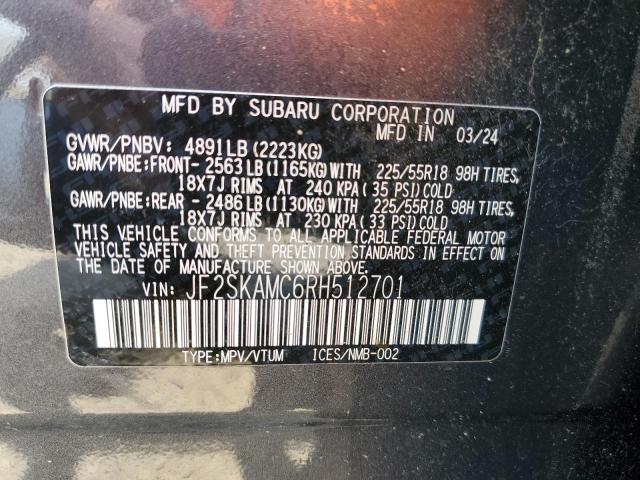 MFD BY SUBARU CORPORATION
MFD IN 03/24
GVWR/PNBV: 4891LB(2223KG)
GAWR/PNBE:FRONT- 2563LB(1165KG)WITH 225/55R18 98H TIRES,
18X7J RIMS AT 240 KPA(35 PSI)COLD
GAWR/PNBE:REAR - 2486LB(1130KG)WITH 225/55R18 98H TIRES,
18X7J RIMS AT 230 KPA(33 PSI)COLD
THIS VEHICLE CONFORMS TO ALL APPLICABLE FEDERAL MOTOR
VEHICLE SAFETY AND THEFT PREVENTION STANDARDS IN EFFECT ON
THE DATE OF MANUFACTURE SHOWN ABOVE.
VIN: JF2SKAMC6RH512701
TYPE:MPV/VTUM ICES/NMB-002